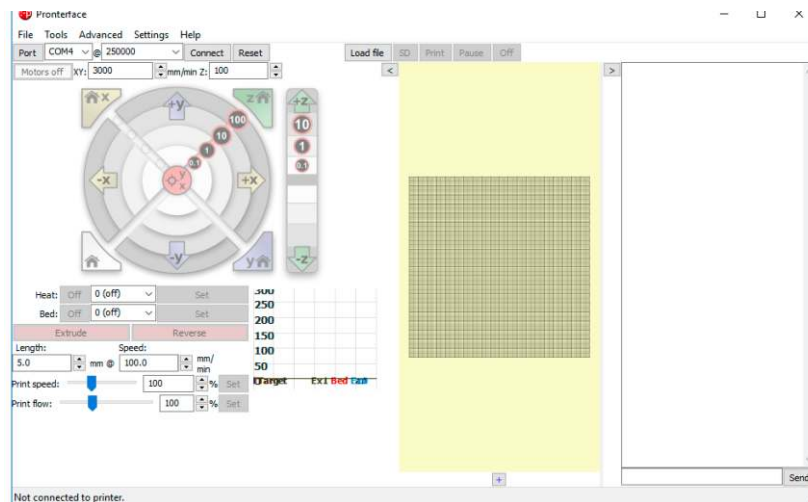 Pronterface
File Tools Advanced Settings Help
Port COM4 @ 250000 Connect Reset Load file SD Print Pause Off
Motors off XY: 3000 mm/min Z: 100 < >
x z +z
+y
100 10
10 1
1 0.1
0.1
-x y x +x
-y y -z
Heat: Off 0 (off) Set
Bed: Off 0 (off) Set
Extrude Reverse
Length: Speed:
5.0 mm @ 100.0 mm/
min
Print speed: 100 % Set
Print flow: 100 % Set
300
250
200
150
100
50
Target Ex1 Bed
+
Send
Not connected to printer.